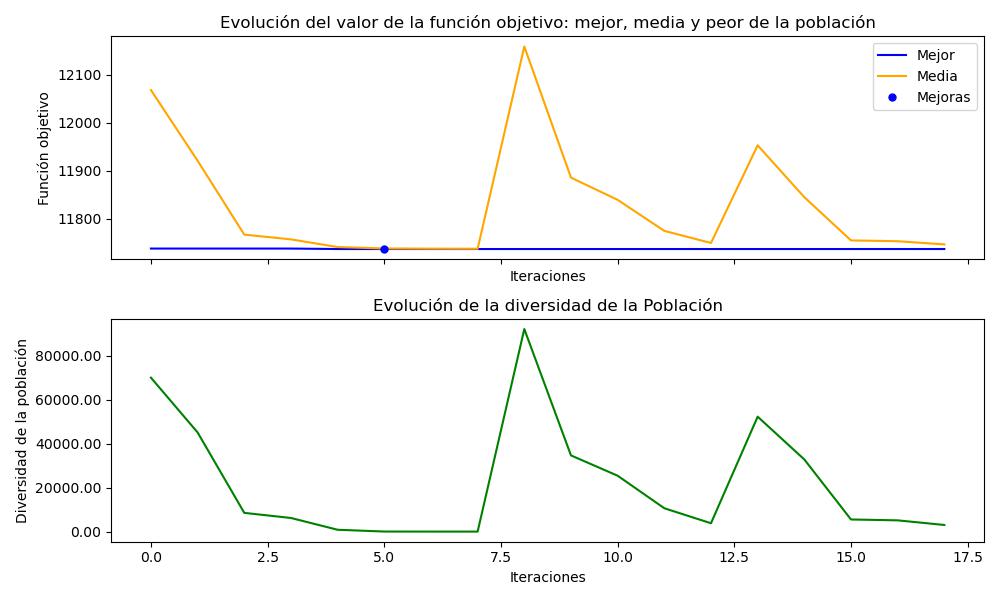 Evolución del valor de la función objetivo: mejor, media y peor de la población
Mejor
Media
Mejoras
12100
12000
11900
11800
Función objetivo
Iteraciones
Evolución de la diversidad de la Población
80000.00
60000.00
40000.00
20000.00
0.00
Diversidad de la población
0.0 2.5 5.0 7.5 10.0 12.5 15.0 17.5
Iteraciones